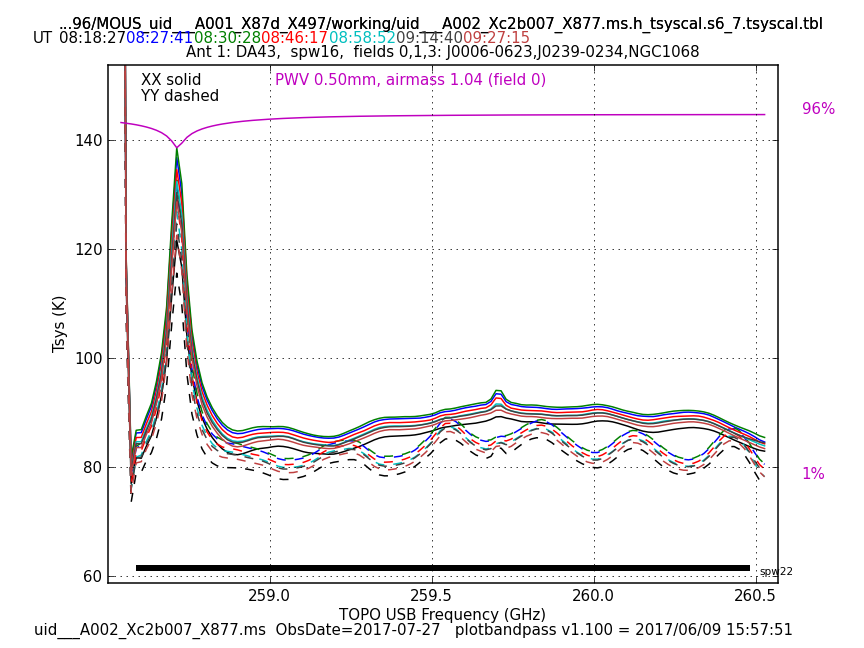 ...96/MOUS_uid___A001_X87d_X497/working/uid___A002_Xc2b007_X877.ms.h_tsyscal.s6_7.tsyscal.tbl
UT 08:18:27 08:27:41 08:30:28 08:46:17 08:58:52 09:14:40 09:27:15
Ant 1: DA43, spw16, fields 0,1,3: J0006-0623,J0239-0234,NGC1068
XX solid
YY dashed
PWV 0.50mm, airmass 1.04 (field 0)
96%
1%
Tsys (K)
140
120
100
80
60
spw22
259.0 259.5 260.0 260.5
TOPO USB Frequency (GHz)
uid___A002_Xc2b007_X877.ms ObsDate=2017-07-27 plotbandpass v1.100 = 2017/06/09 15:57:51